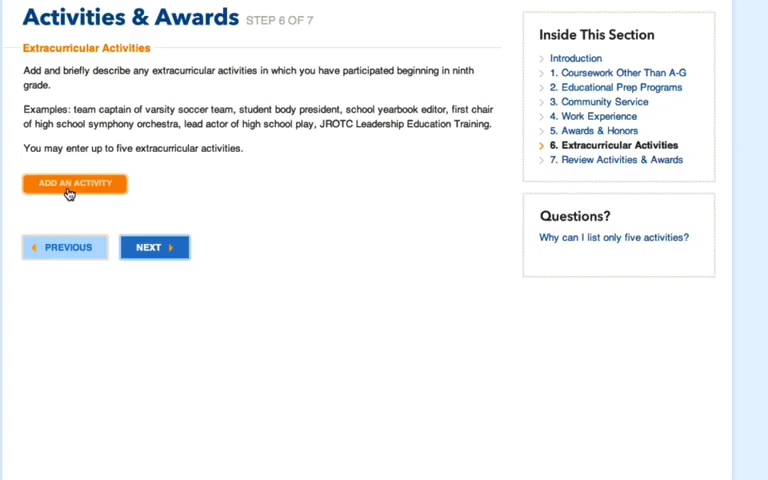 Activities & Awards STEP 6 OF 7
Extracurricular Activities
Add and briefly describe any extracurricular activities in which you have participated beginning in ninth
grade.
Examples: team captain of varsity soccer team, student body president, school yearbook editor, first chair
of high school symphony orchestra, lead actor of high school play, JROTC Leadership Education Training.
You may enter up to five extracurricular activities.
ADD AN ACTIVITY
PREVIOUS
NEXT
Inside This Section
Introduction
1. Coursework Other Than A-G
2. Educational Prep Programs
3. Community Service
4. Work Experience
5. Awards & Honors
6. Extracurricular Activities
7. Review Activities & Awards
Questions?
Why can I list only five activities?